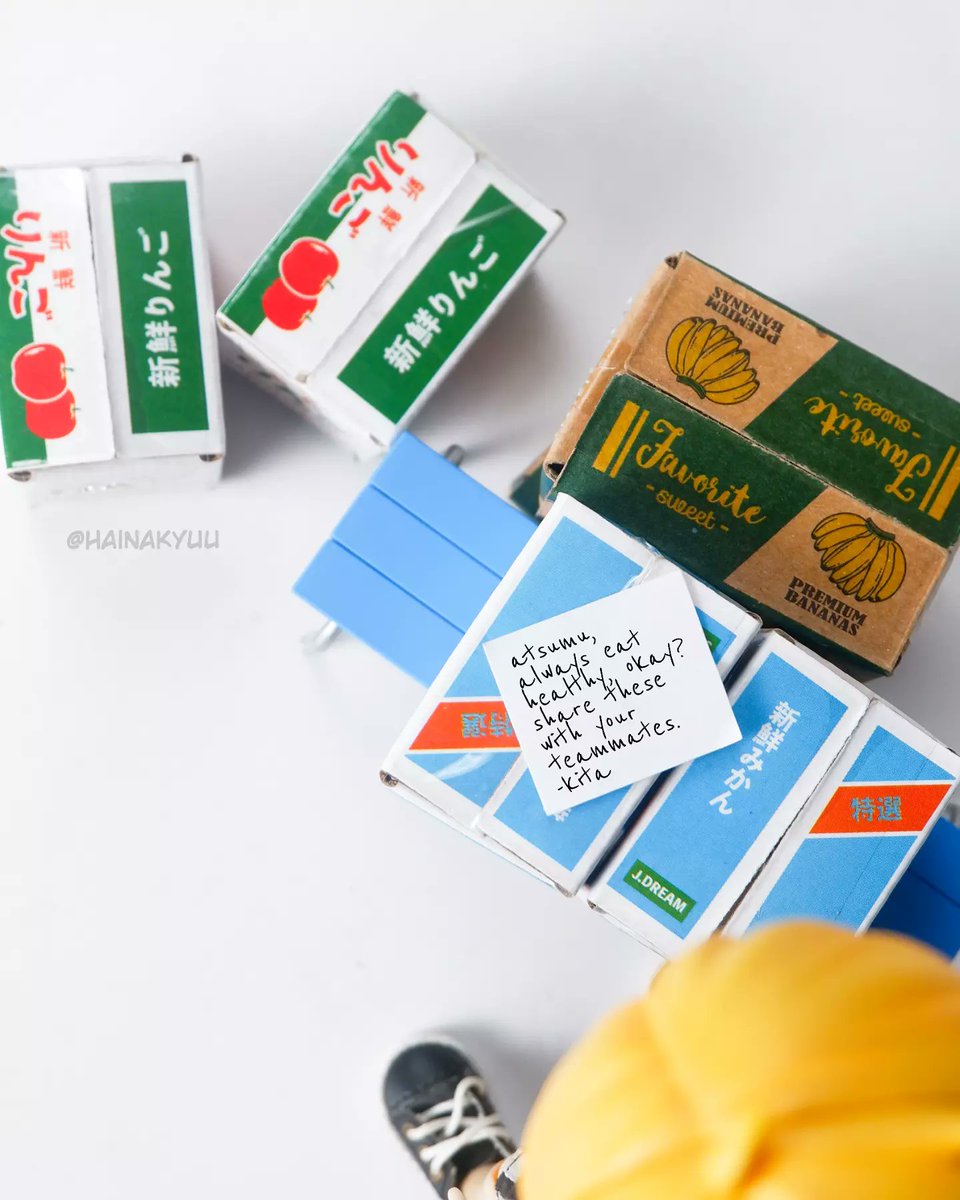 りんご
新鮮りんご
りんご
新鮮りんご
PREMIUM
BANANAS
Favorite
- sweet -
Favorite
- sweet -
PREMIUM
BANANAS
@HAINAKYUU
atsumu,
always eat
healthy, okay?
share these
with your
teammates.
-kita
特選
新鮮みかん
特選
J.DREAM